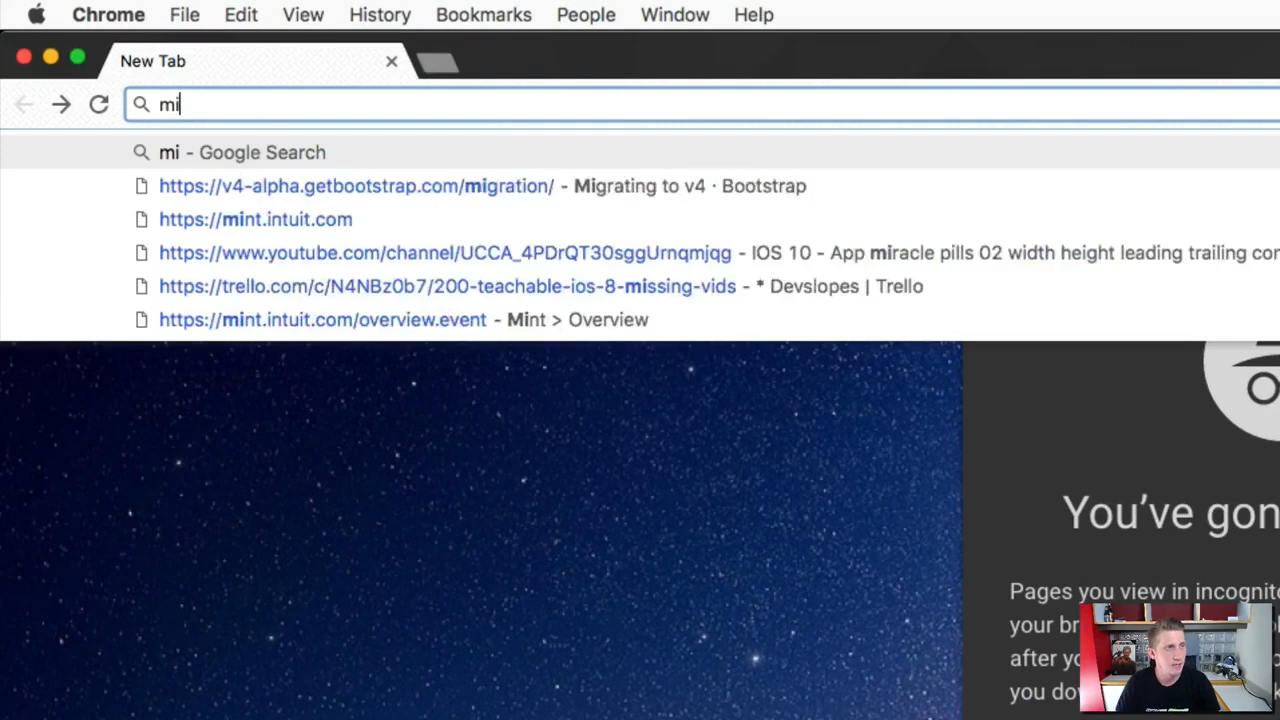 Chrome File Edit View History Bookmarks People Window Help
New Tab
mi
mi - Google Search
https://v4-alpha.getbootstrap.com/migration/ - Migrating to v4 · Bootstrap
https://mint.intuit.com
https://www.youtube.com/channel/UCCA_4PDrQT30sggUrnqmjqg - IOS 10 - App miracle pills 02 width height leading trailing con
https://trello.com/c/N4NBz0b7/200-teachable-ios-8-missing-vids - * Devslopes | Trello
https://mint.intuit.com/overview.event - Mint > Overview
You've gon
Pages you view in incognito
your br
after yo
you dow